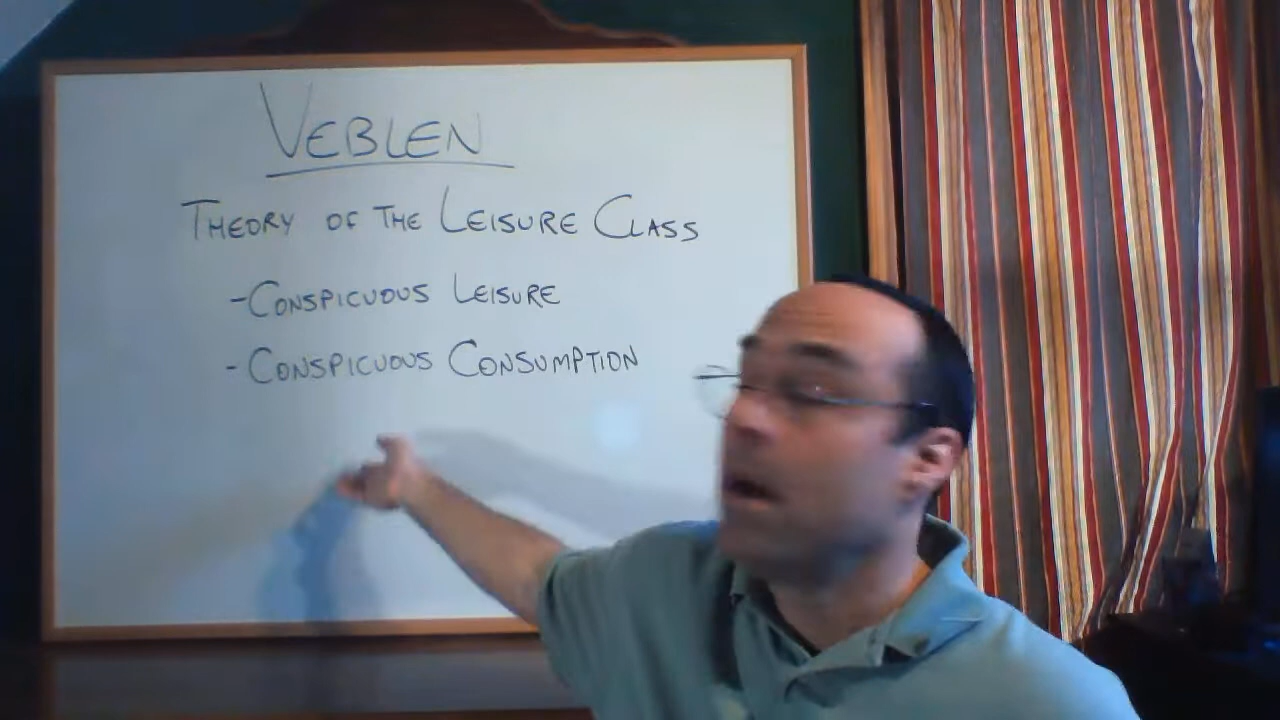 VEBLEN
THEORY OF THE LEISURE CLASS
-CONSPICUOUS LEISURE
-CONSPICUOUS CONSUMPTION